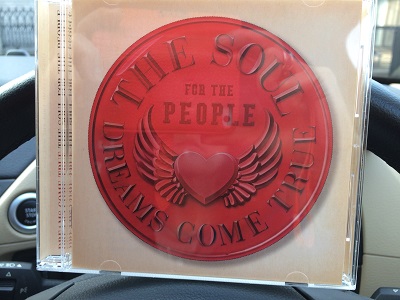 THE SOUL
FOR THE
PEOPLE
DREAMS COME TRUE